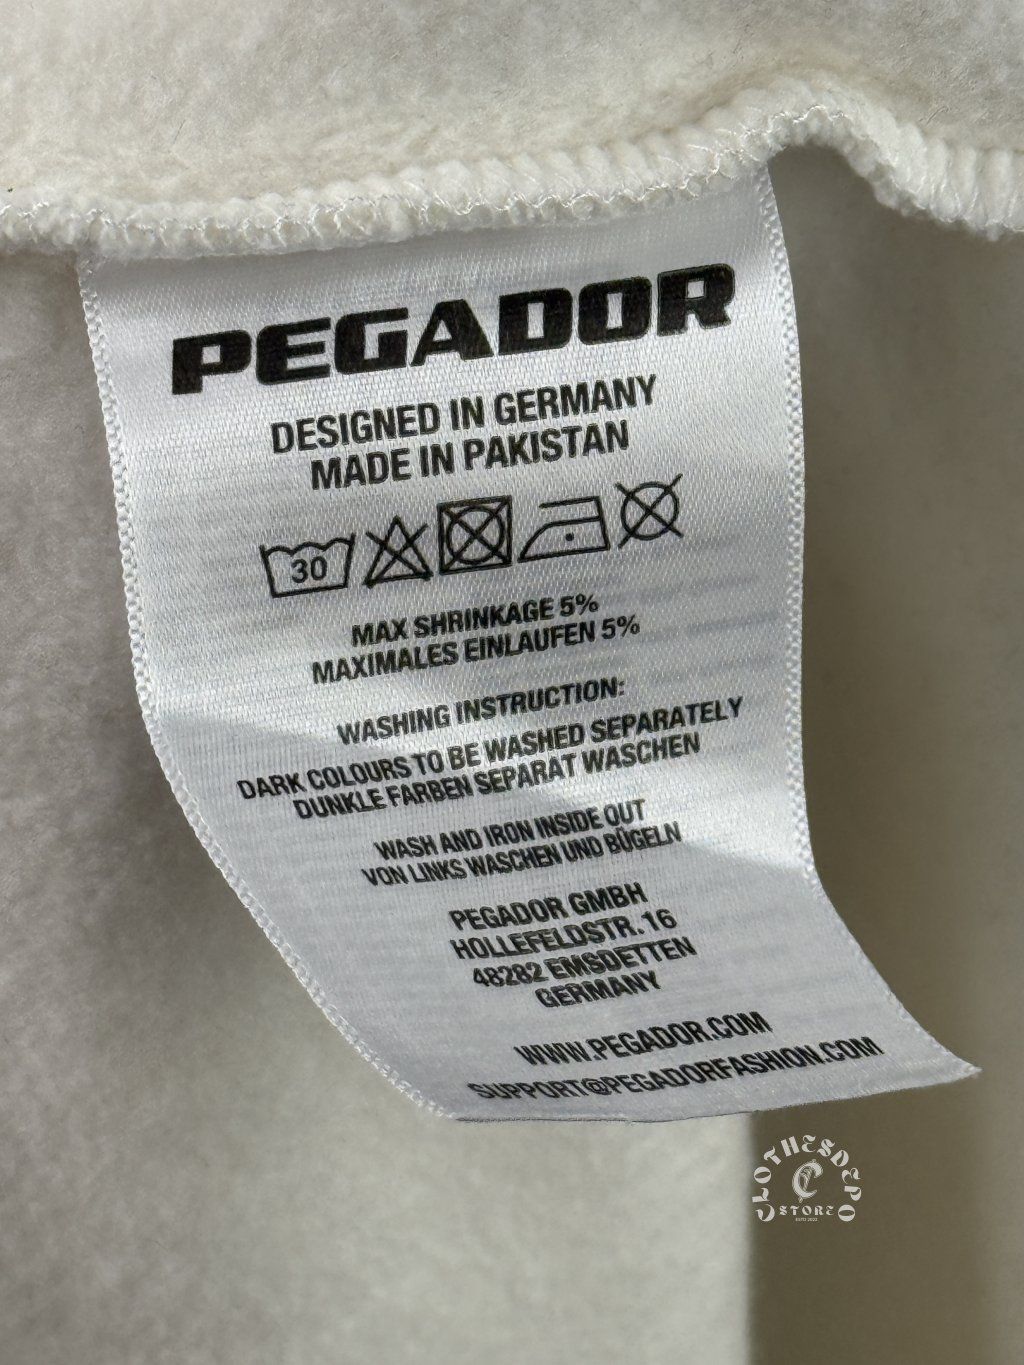 PEGADOR
DESIGNED IN GERMANY
MADE IN PAKISTAN
30
MAX SHRINKAGE 5%
MAXIMALES EINLAUFEN 5%
WASHING INSTRUCTION:
DARK COLOURS TO BE WASHED SEPARATELY
DUNKLE FARBEN SEPARAT WASCHEN
WASH AND IRON INSIDE OUT
VON LINKS WASCHEN UND BÜGELN
PEGADOR GMBH
HOLLEFELDSTR. 16
48282 EMSDETTEN
GERMANY
WWW.PEGADOR.COM
SUPPORT@PEGADORFASHION.COM
CLOTHESDEPO
STORE
ESTD 2022